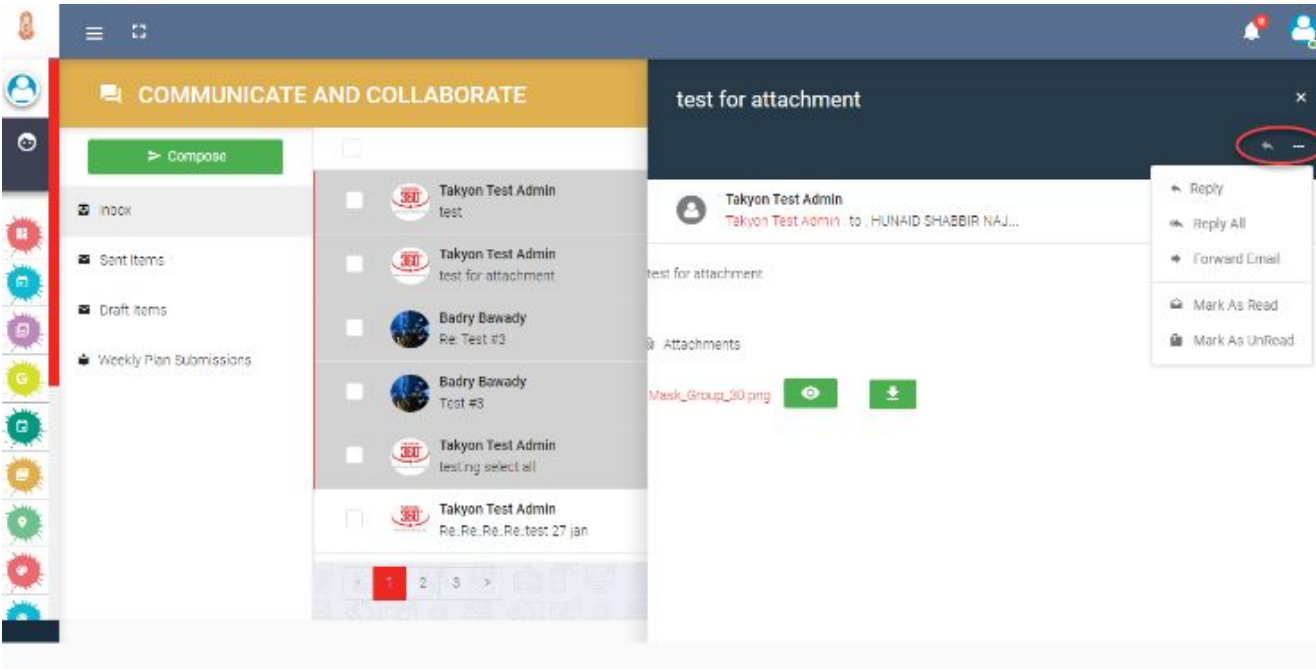 COMMUNICATE AND COLLABORATE
Compose
Inbox
Sent Items
Draft Items
Weekly Plan Submissions
360°
Takyon Test Admin
test
360°
Takyon Test Admin
test for attachment
Badry Bawady
Re: Test #3
Badry Bawady
Test #3
360°
Takyon Test Admin
testing select all
360°
Takyon Test Admin
Re:.Re:.Re:.Re:.test 27 jan
1 2 3 >
test for attachment
×
Takyon Test Admin
Takyon Test Admin : to , HUNAID SHABBIR NAJ...
test for attachment
Attachments
Mask_Group_30.png
Reply
Reply All
Forward Email
Mark As Read
Mark As UnRead
G